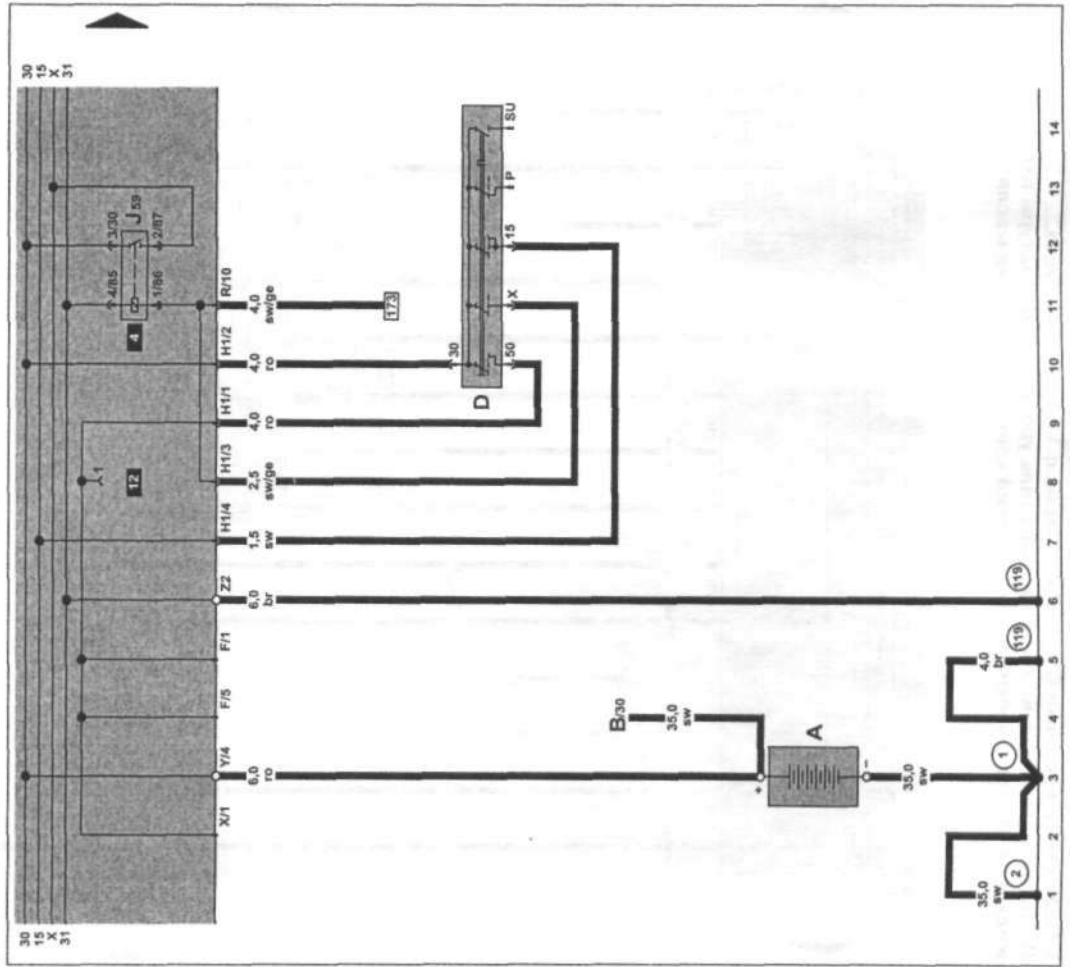 30
15
X
31
30
15
X
31
4
4/85
3/30
J59
1/86
2/87
12
1
X/1
Y/4
F/5
F/1
Z2
H1/4
H1/3
H1/1
H1/2
R/10
6,0
ro
6,0
br
1,5
sw
2,5
sw/ge
4,0
ro
4,0
ro
4,0
sw/ge
173
D
30
50
X
15
P
SU
B/30
35,0
sw
A
+
−
35,0
sw
35,0
sw
2
1
4,0
br
119
119
1
2
3
4
5
6
7
8
9
10
11
12
13
14